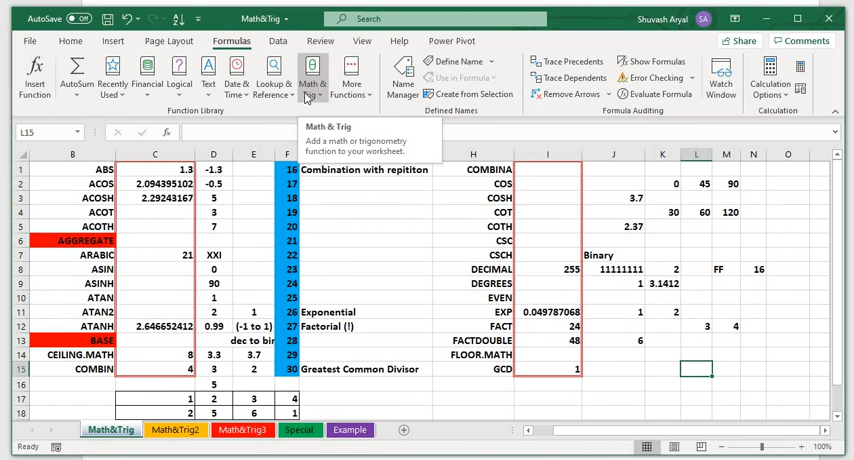 AutoSave Off Math&Trig Search Shuvash Aryal SA
File Home Insert Page Layout Formulas Data Review View Help Power Pivot Share Comments
fx Insert Function
AutoSum
Recently Used
Financial
Logical
Text
Date & Time
Lookup & Reference
Math & Trig
More Functions
Function Library
Name Manager
Define Name
Use in Formula
Create from Selection
Defined Names
Trace Precedents
Trace Dependents
Remove Arrows
Show Formulas
Error Checking
Evaluate Formula
Formula Auditing
Watch Window
Calculation Options
Calculation
Math & Trig
Add a math or trigonometry
function to your worksheet.
L15 fx
B C D E F H I J K L M N O
1 ABS 1.3 -1.3 16 Combination with repititon COMBINA
2 ACOS 2.094395102 -0.5 17 COS 0 45 90
3 ACOSH 2.29243167 5 18 COSH 3.7
4 ACOT 3 19 COT 30 60 120
5 ACOTH 7 20 COTH 2.37
6 AGGREGATE 21 CSC
7 ARABIC 21 XXI 22 CSCH Binary
8 ASIN 0 23 DECIMAL 255 11111111 2 FF 16
9 ASINH 90 24 DEGREES 1 3.1412
10 ATAN 1 25 EVEN
11 ATAN2 2 1 26 Exponential EXP 0.049787068 1 2
12 ATANH 2.646652412 0.99 (-1 to 1) 27 Factorial (!) FACT 24 3 4
13 BASE dec to bin 28 FACTDOUBLE 48 6
14 CEILING.MATH 8 3.3 3.7 29 FLOOR.MATH
15 COMBIN 4 3 2 30 Greatest Common Divisor GCD 1
16 5
17 1 2 3 4
18 2 5 6 1
Math&Trig Math&Trig2 Math&Trig3 Special Example
Ready 100%